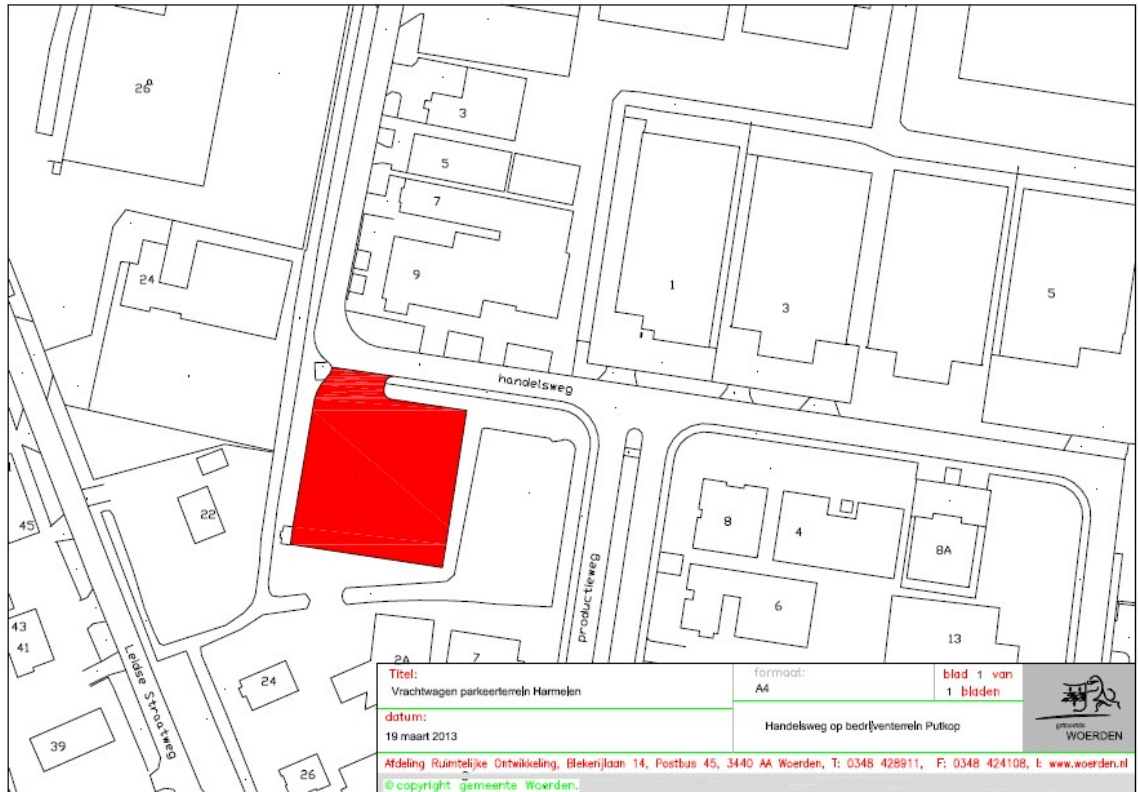 26a
3
5
7
9
24
1
3
5
handelsweg
22
45
8
4
8A
6
13
productieweg
43
41
Leidse Straatweg
24
2A
7
39
26
Titel:
Vrachtwagen parkeerterrein Harmelen
formaat:
A4
blad 1 van
1 bladen
datum:
19 maart 2013
Handelsweg op bedrijventerrein Putkop
gemeente
WOERDEN
Afdeling Ruimtelijke Ontwikkeling, Blekerijlaan 14, Postbus 45, 3440 AA Woerden, T: 0348 428911, F: 0348 424108, I: www.woerden.nl
© copyright gemeente Woerden.